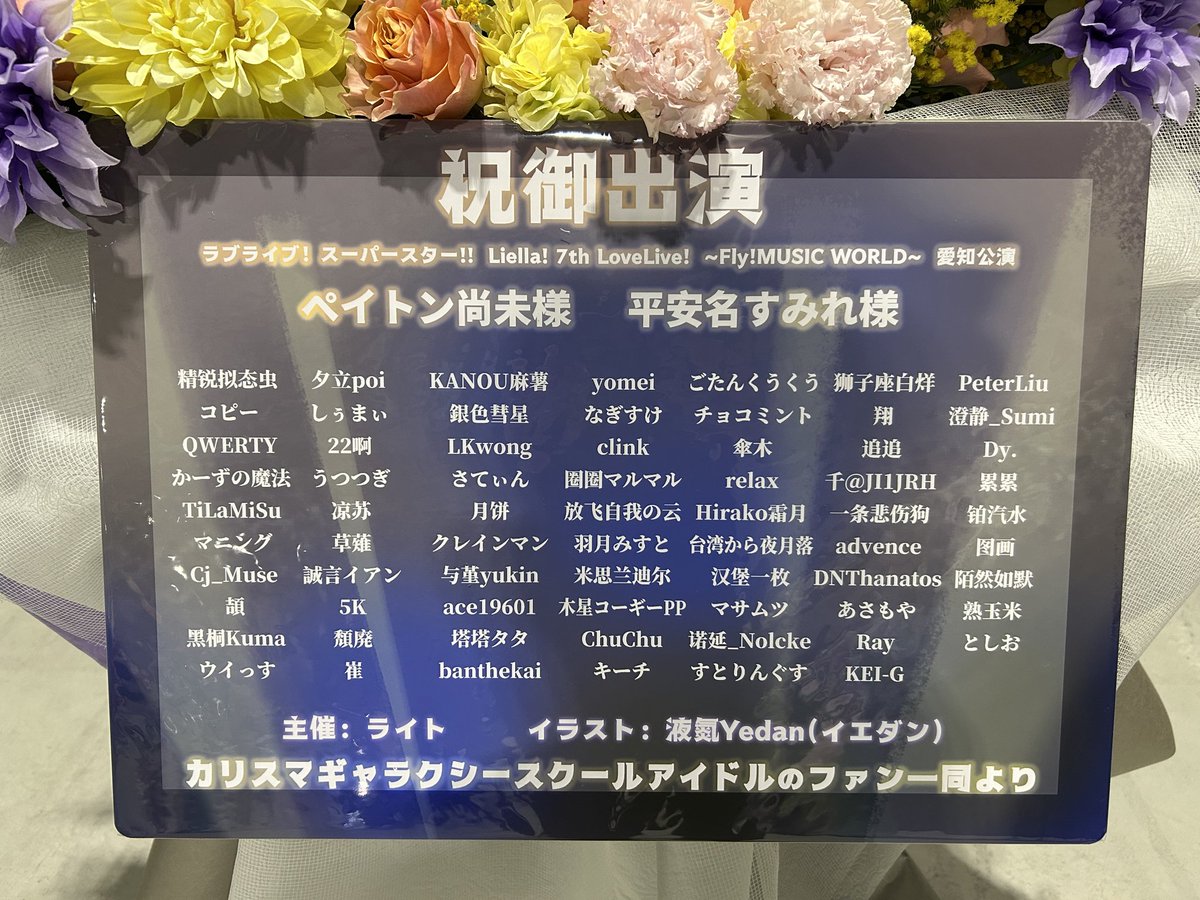 祝御出演
ラブライブ! スーパースター!! Liella! 7th LoveLive! ~Fly!MUSIC WORLD~ 愛知公演
ペイトン尚未様 平安名すみれ様
精锐拟态虫 夕立poi KANOU麻薯 yomei ごたんくうくう 狮子座白烊 PeterLiu
コピー しぅまぃ 銀色彗星 なぎすけ チョコミント 翔 澄静_Sumi
QWERTY 22啊 LKwong clink 傘木 追追 Dy.
かーずの魔法 うつつぎ さてぃん 圈圈マルマル relax 千@JI1JRH 累累
TiLaMiSu 凉苏 月饼 放飞自我の云 Hirako霜月 一条悲伤狗 铂汽水
マニング 草薙 クレインマン 羽月みすと 台湾から夜月落 advence 图画
Cj_Muse 誠言イアン 与堇yukin 米思兰迪尔 汉堡一枚 DNThanatos 陌然如默
頡 5K ace19601 木星コーギーPP マサムツ あさもや 熟玉米
黒桐Kuma 頽廃 塔塔タタ ChuChu 诺延_Nolcke Ray としお
ウイっす 崔 banthekai キーチ すとりんぐす KEI-G
主催: ライト イラスト: 液氮Yedan(イエダン)
カリスマギャラクシースクールアイドルのファン一同より